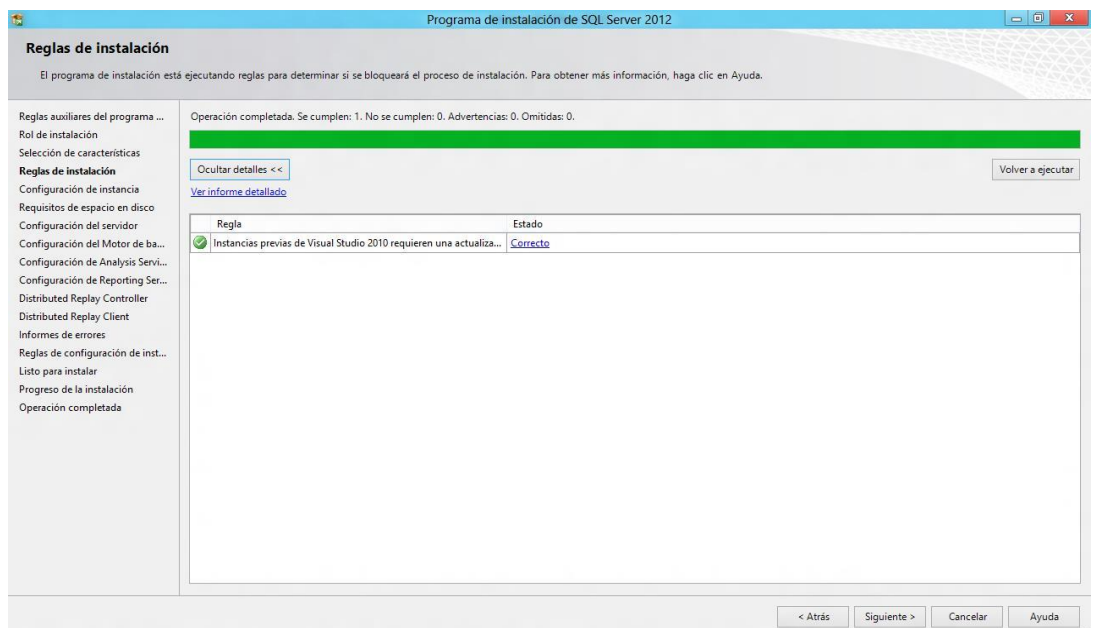 Programa de instalación de SQL Server 2012
Reglas de instalación
El programa de instalación está ejecutando reglas para determinar si se bloqueará el proceso de instalación. Para obtener más información, haga clic en Ayuda.
Reglas auxiliares del programa ...
Rol de instalación
Selección de características
Reglas de instalación
Configuración de instancia
Requisitos de espacio en disco
Configuración del servidor
Configuración del Motor de ba...
Configuración de Analysis Servi...
Configuración de Reporting Ser...
Distributed Replay Controller
Distributed Replay Client
Informes de errores
Reglas de configuración de inst...
Listo para instalar
Progreso de la instalación
Operación completada
Operación completada. Se cumplen: 1. No se cumplen: 0. Advertencias: 0. Omitidas: 0.
Ocultar detalles << Volver a ejecutar
Ver informe detallado
Regla Estado
Instancias previas de Visual Studio 2010 requieren una actualiza... Correcto
< Atrás Siguiente > Cancelar Ayuda